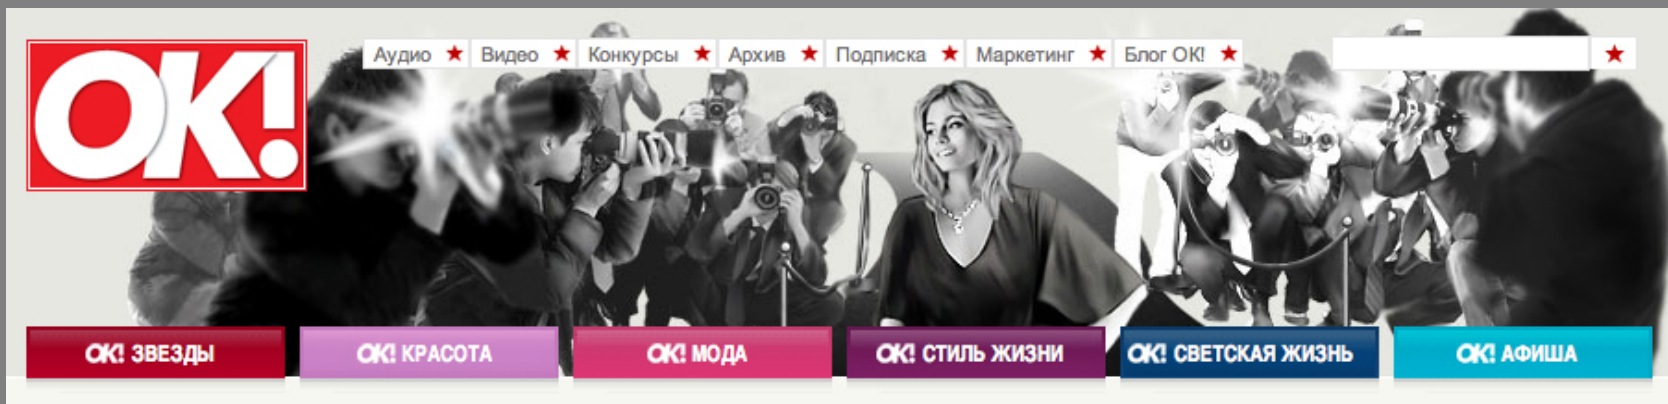 OK!
Аудио Видео Конкурсы Архив Подписка Маркетинг Блог ОК!
OK! ЗВЕЗДЫ
OK! КРАСОТА
OK! МОДА
OK! СТИЛЬ ЖИЗНИ
OK! СВЕТСКАЯ ЖИЗНЬ
OK! АФИША